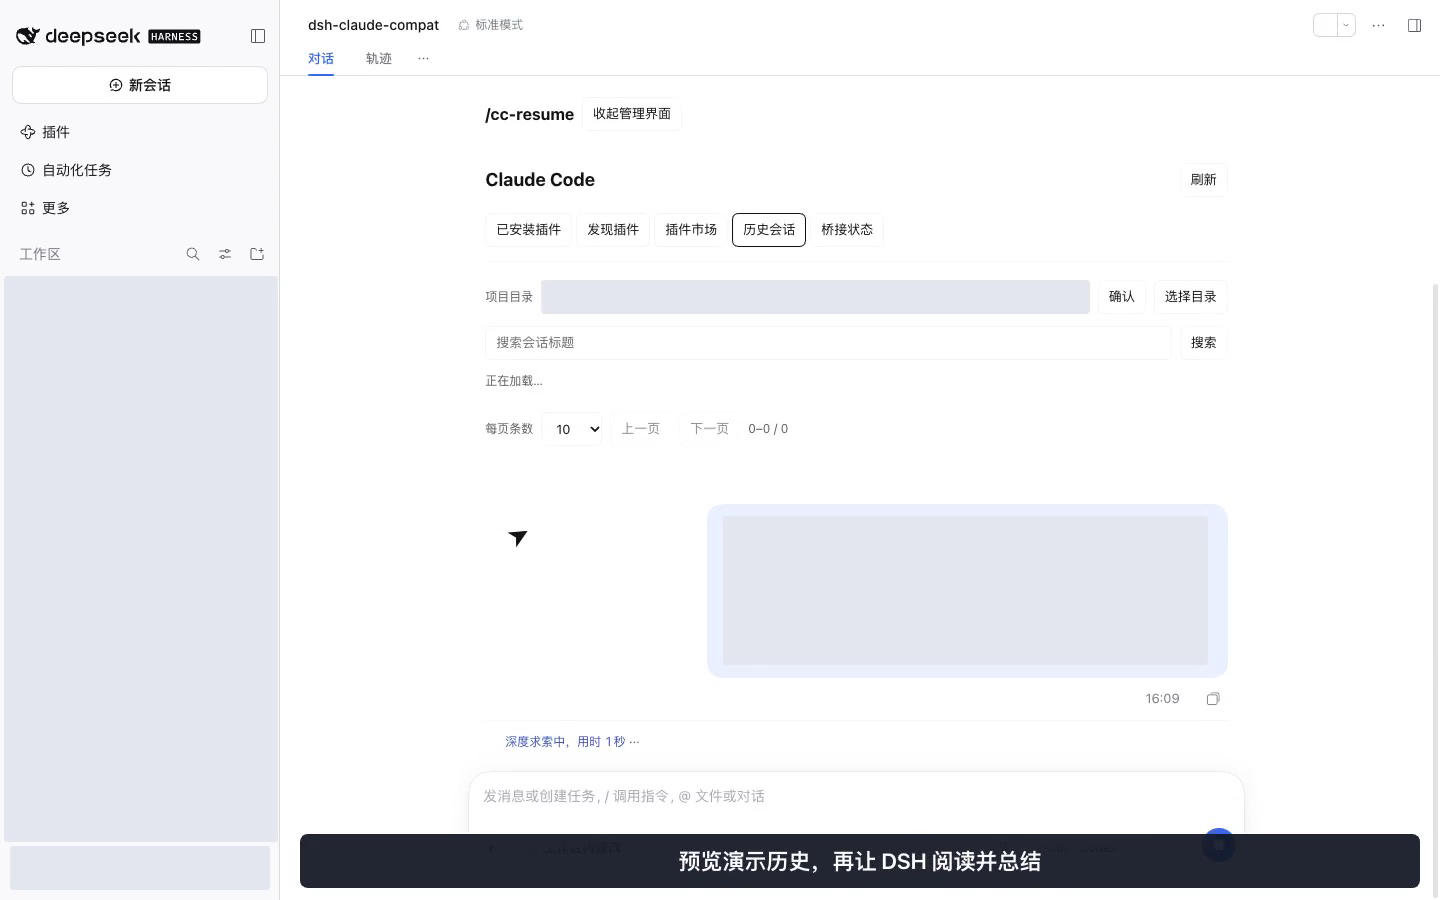 deepseek HARNESS
新会话
插件
自动化任务
更多
工作区
dsh-claude-compat 标准模式
对话 轨迹 ···
/cc-resume 收起管理界面
Claude Code 刷新
已安装插件 发现插件 插件市场 历史会话 桥接状态
项目目录 确认 选择目录
搜索会话标题 搜索
正在加载...
每页条数 10 上一页 下一页 0–0 / 0
16:09
深度求索中，用时 1秒 ···
发消息或创建任务, / 调用指令, @ 文件或对话
预览演示历史，再让 DSH 阅读并总结